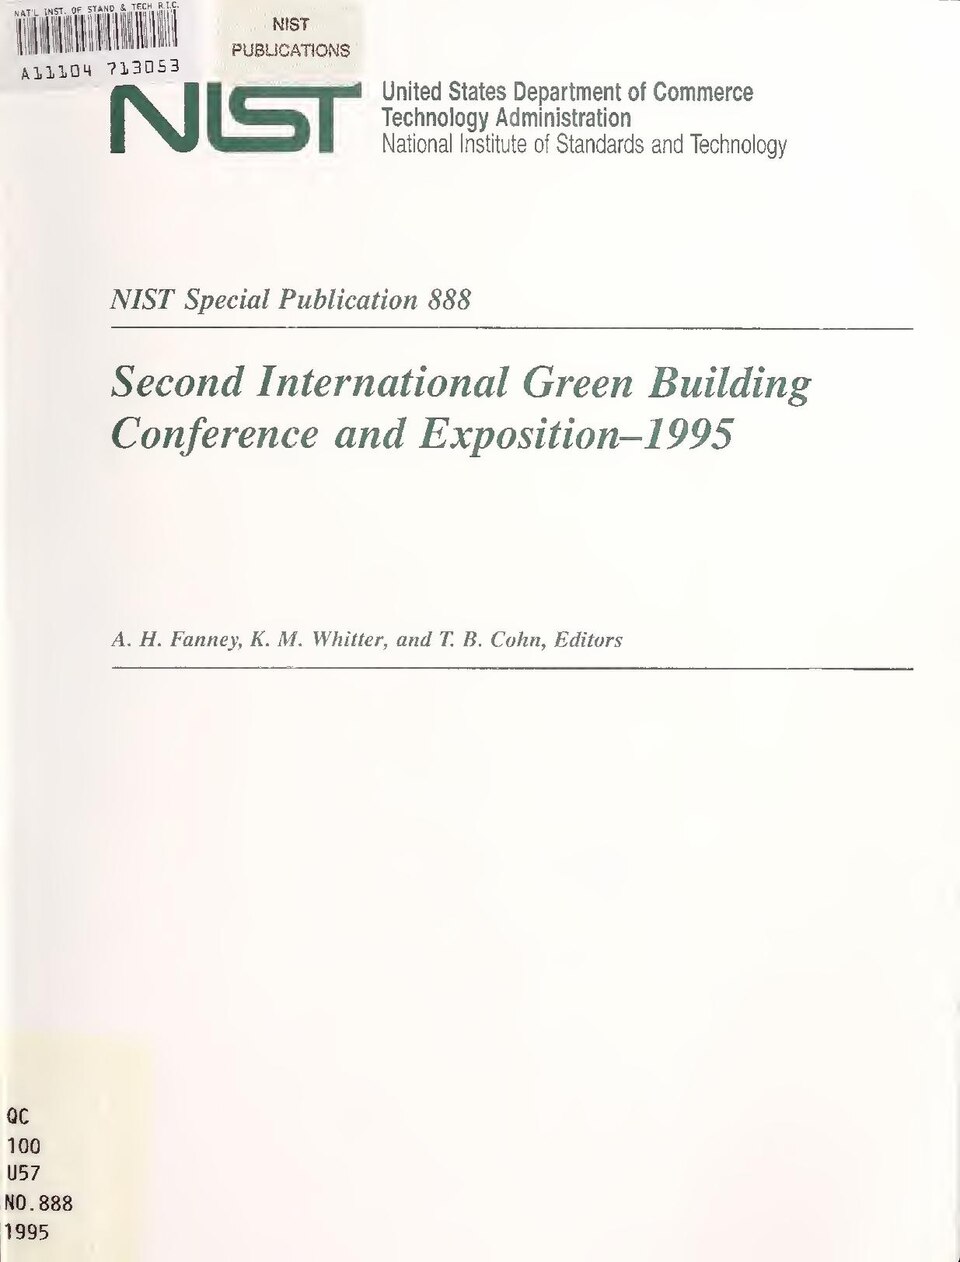 NAT'L INST. OF STAND & TECH R.I.C.
A11104 713053
NIST
PUBLICATIONS
NIST
United States Department of Commerce
Technology Administration
National Institute of Standards and Technology
NIST Special Publication 888
Second International Green Building
Conference and Exposition–1995
A. H. Fanney, K. M. Whitter, and T. B. Cohn, Editors
QC
100
U57
NO.888
1995